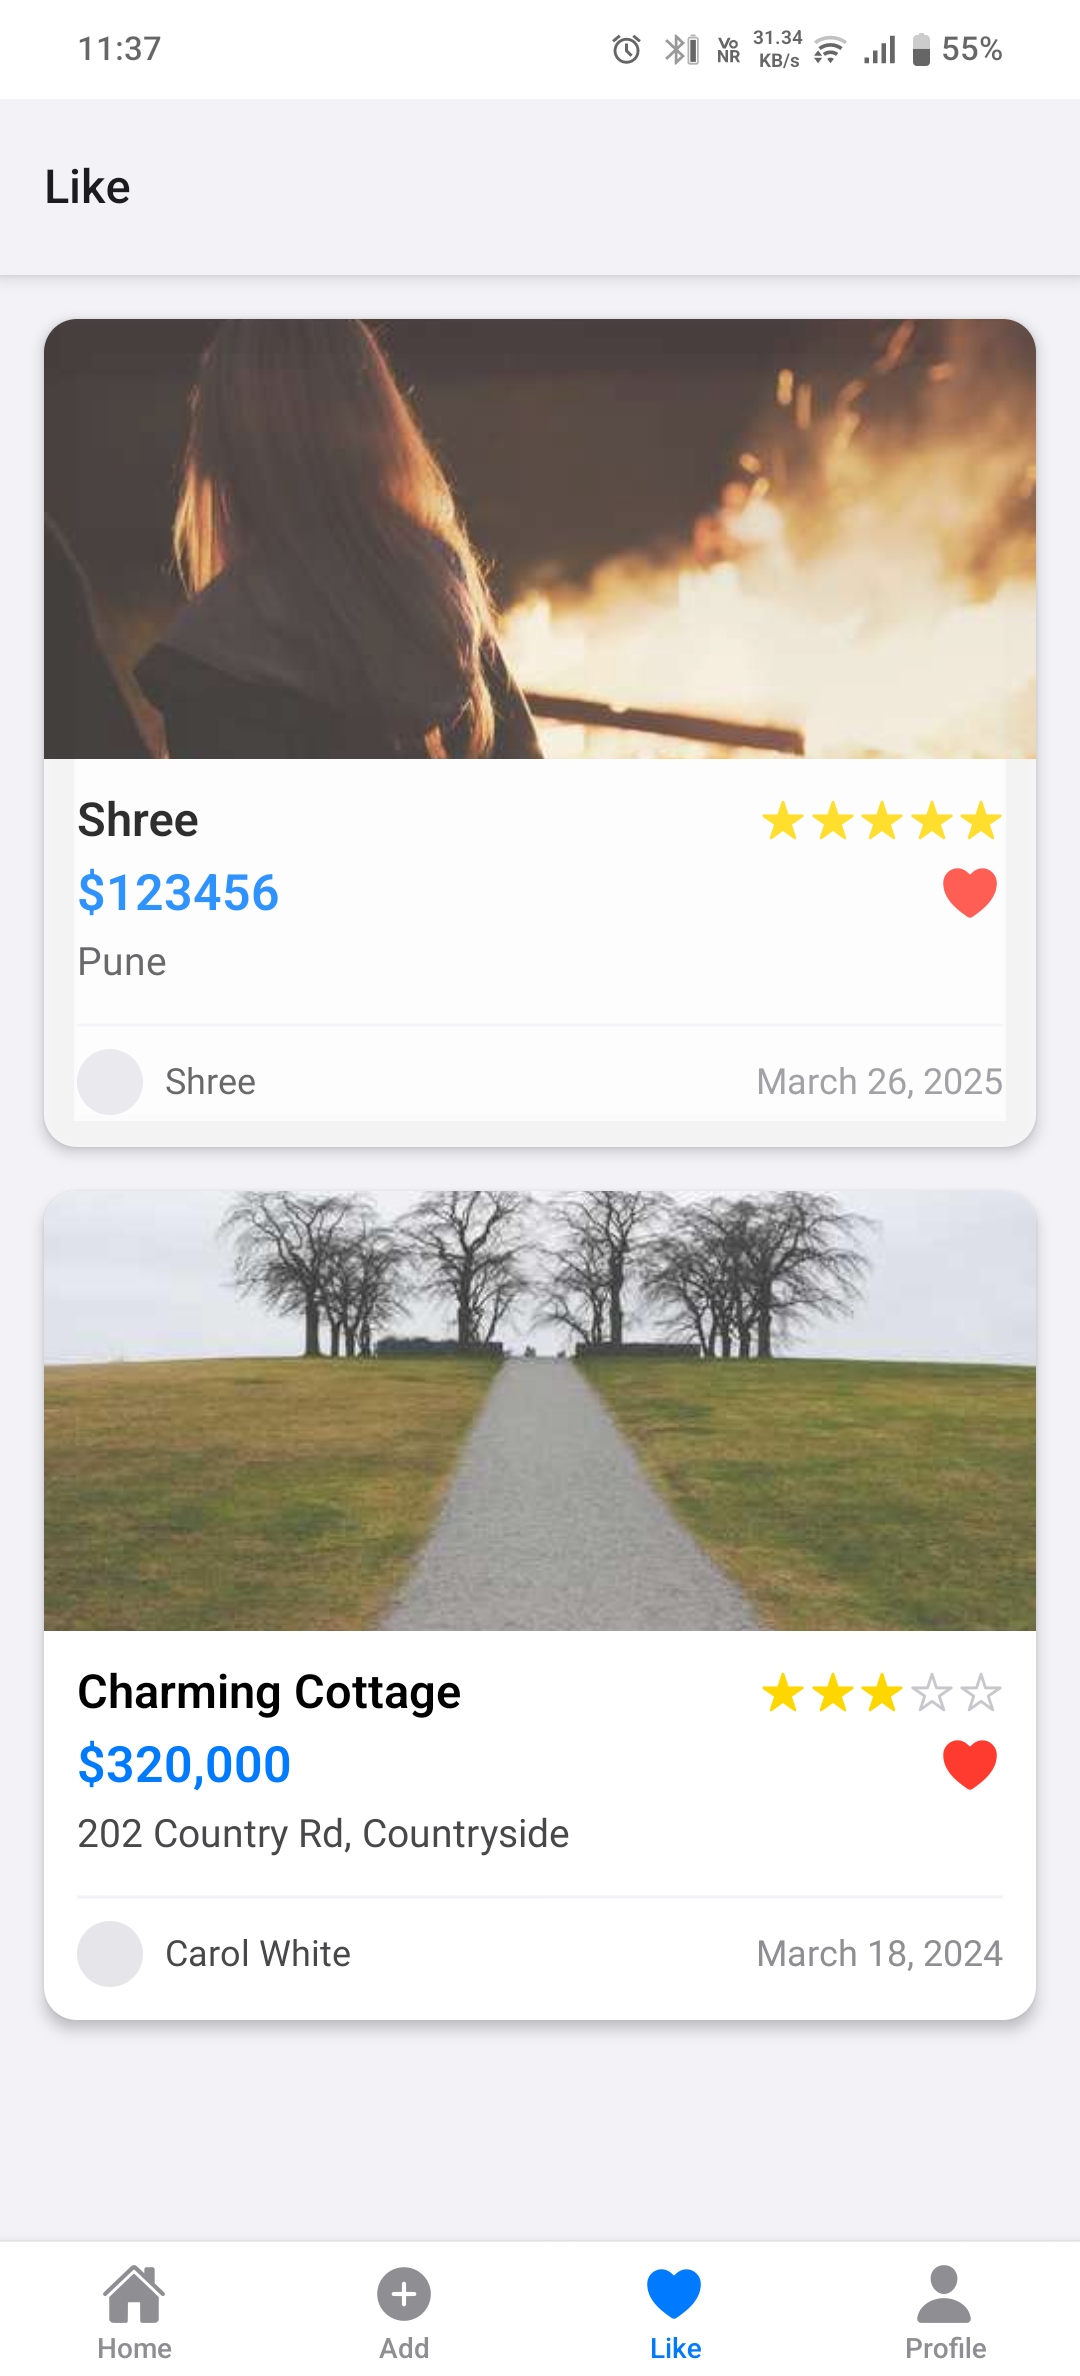 11:37
Vo
NR
31.34
KB/s
55%
Like
Shree
$123456
Pune
Shree
March 26, 2025
Charming Cottage
$320,000
202 Country Rd, Countryside
Carol White
March 18, 2024
Home
Add
Like
Profile